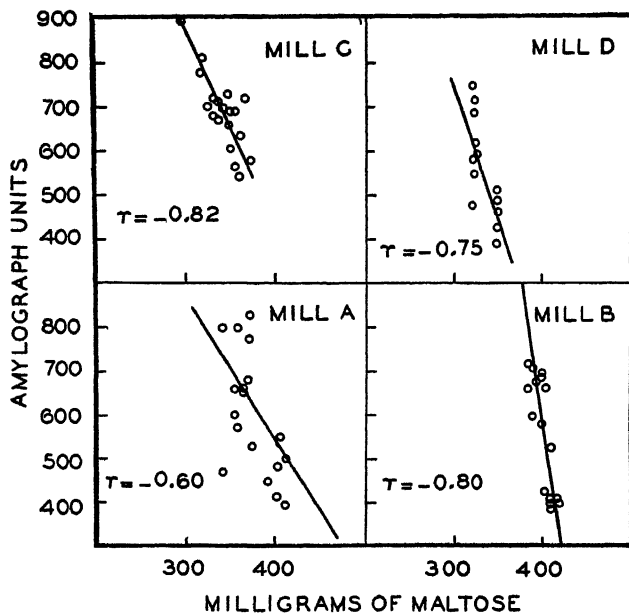 900
800
700
600
500
400
MILL C
r=-0.82
MILL D
r=-0.75
800
700
600
500
400
MILL A
r=-0.60
MILL B
r=-0.80
300 400 300 400
AMYLOGRAPH UNITS
MILLIGRAMS OF MALTOSE